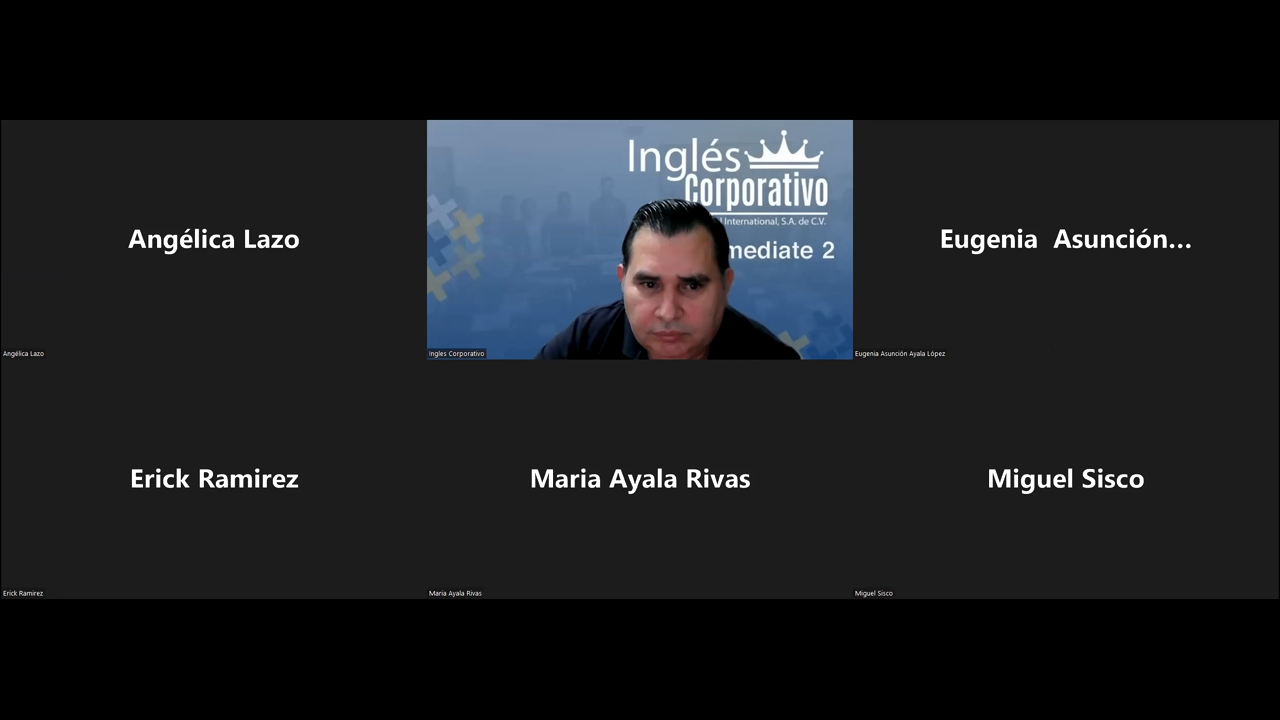 Angélica Lazo
Angélica Lazo
Inglés
Corporativo
l International, S.A. de C.V.
mediate 2
Ingles Corporativo
Eugenia Asunción...
Eugenia Asunción Ayala López
Erick Ramirez
Erick Ramirez
Maria Ayala Rivas
Maria Ayala Rivas
Miguel Sisco
Miguel Sisco